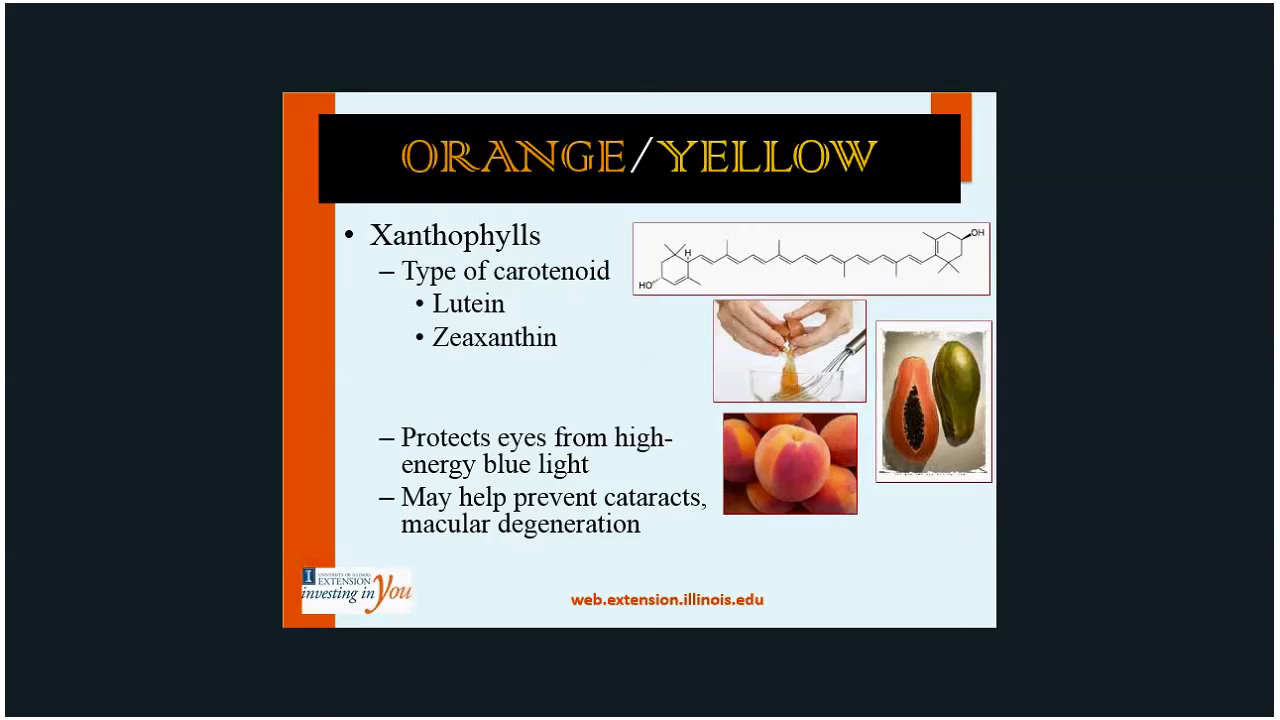 ORANGE/YELLOW
• Xanthophylls
– Type of carotenoid
• Lutein
• Zeaxanthin
– Protects eyes from high-
energy blue light
– May help prevent cataracts,
macular degeneration
HO
H
OH
I UNIVERSITY OF ILLINOIS
EXTENSION
investing in You
web.extension.illinois.edu